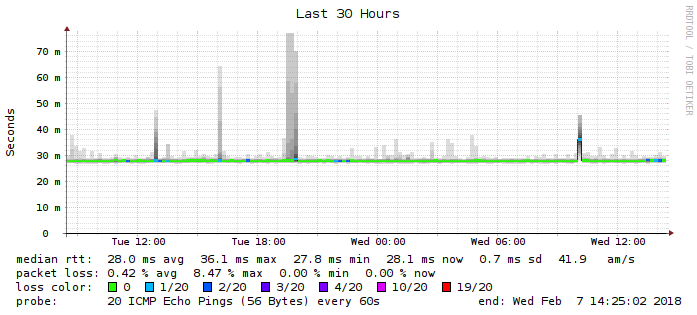 Last 30 Hours
RRDTOOL / TOBI OETIKER
Seconds
70 m
60 m
50 m
40 m
30 m
20 m
10 m
0
Tue 12:00 Tue 18:00 Wed 00:00 Wed 06:00 Wed 12:00
median rtt: 28.0 ms avg 36.1 ms max 27.8 ms min 28.1 ms now 0.7 ms sd 41.9 am/s
packet loss: 0.42 % avg 8.47 % max 0.00 % min 0.00 % now
loss color: 0 1/20 2/20 3/20 4/20 10/20 19/20
probe: 20 ICMP Echo Pings (56 Bytes) every 60s end: Wed Feb 7 14:25:02 2018